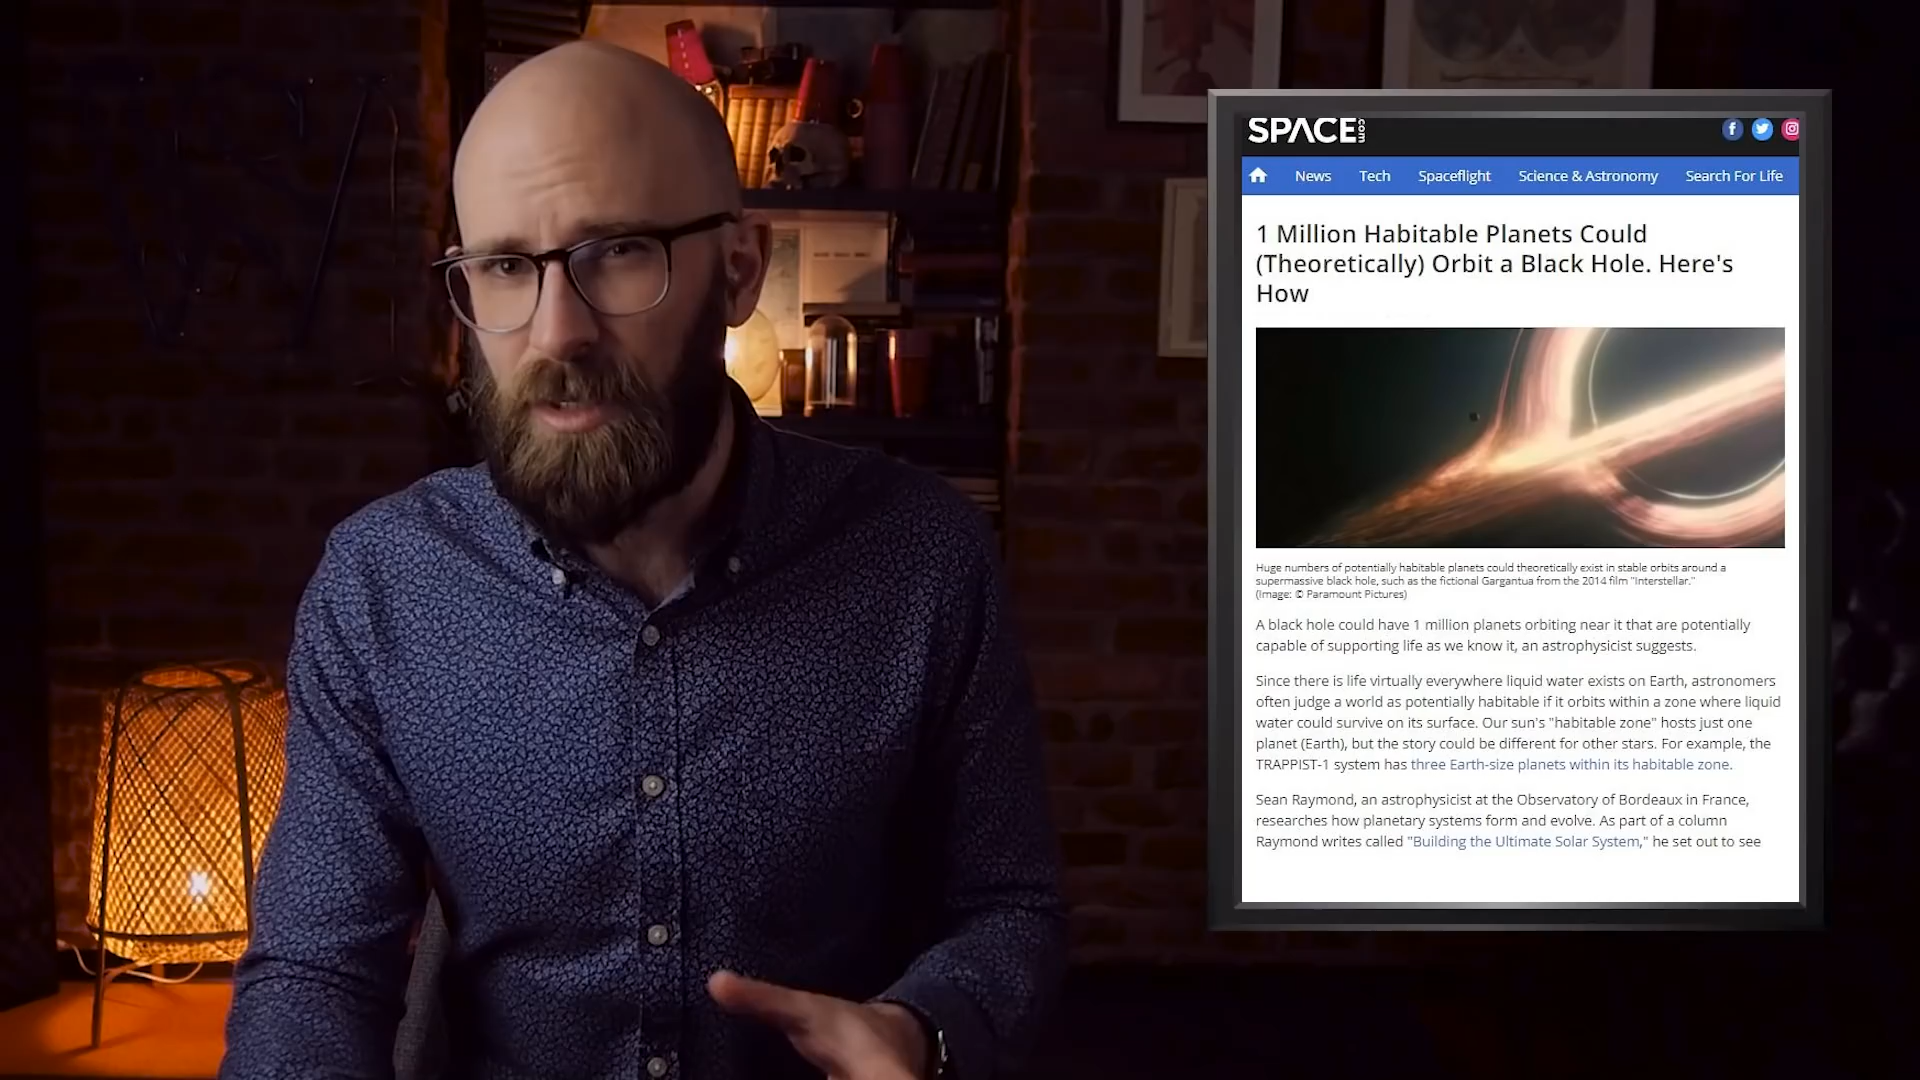 SPACE.com
News Tech Spaceflight Science & Astronomy Search For Life
1 Million Habitable Planets Could
(Theoretically) Orbit a Black Hole. Here's
How
Huge numbers of potentially habitable planets could theoretically exist in stable orbits around a
supermassive black hole, such as the fictional Gargantua from the 2014 film "Interstellar."
(Image: © Paramount Pictures)
A black hole could have 1 million planets orbiting near it that are potentially
capable of supporting life as we know it, an astrophysicist suggests.
Since there is life virtually everywhere liquid water exists on Earth, astronomers
often judge a world as potentially habitable if it orbits within a zone where liquid
water could survive on its surface. Our sun's "habitable zone" hosts just one
planet (Earth), but the story could be different for other stars. For example, the
TRAPPIST-1 system has three Earth-size planets within its habitable zone.
Sean Raymond, an astrophysicist at the Observatory of Bordeaux in France,
researches how planetary systems form and evolve. As part of a column
Raymond writes called "Building the Ultimate Solar System," he set out to see